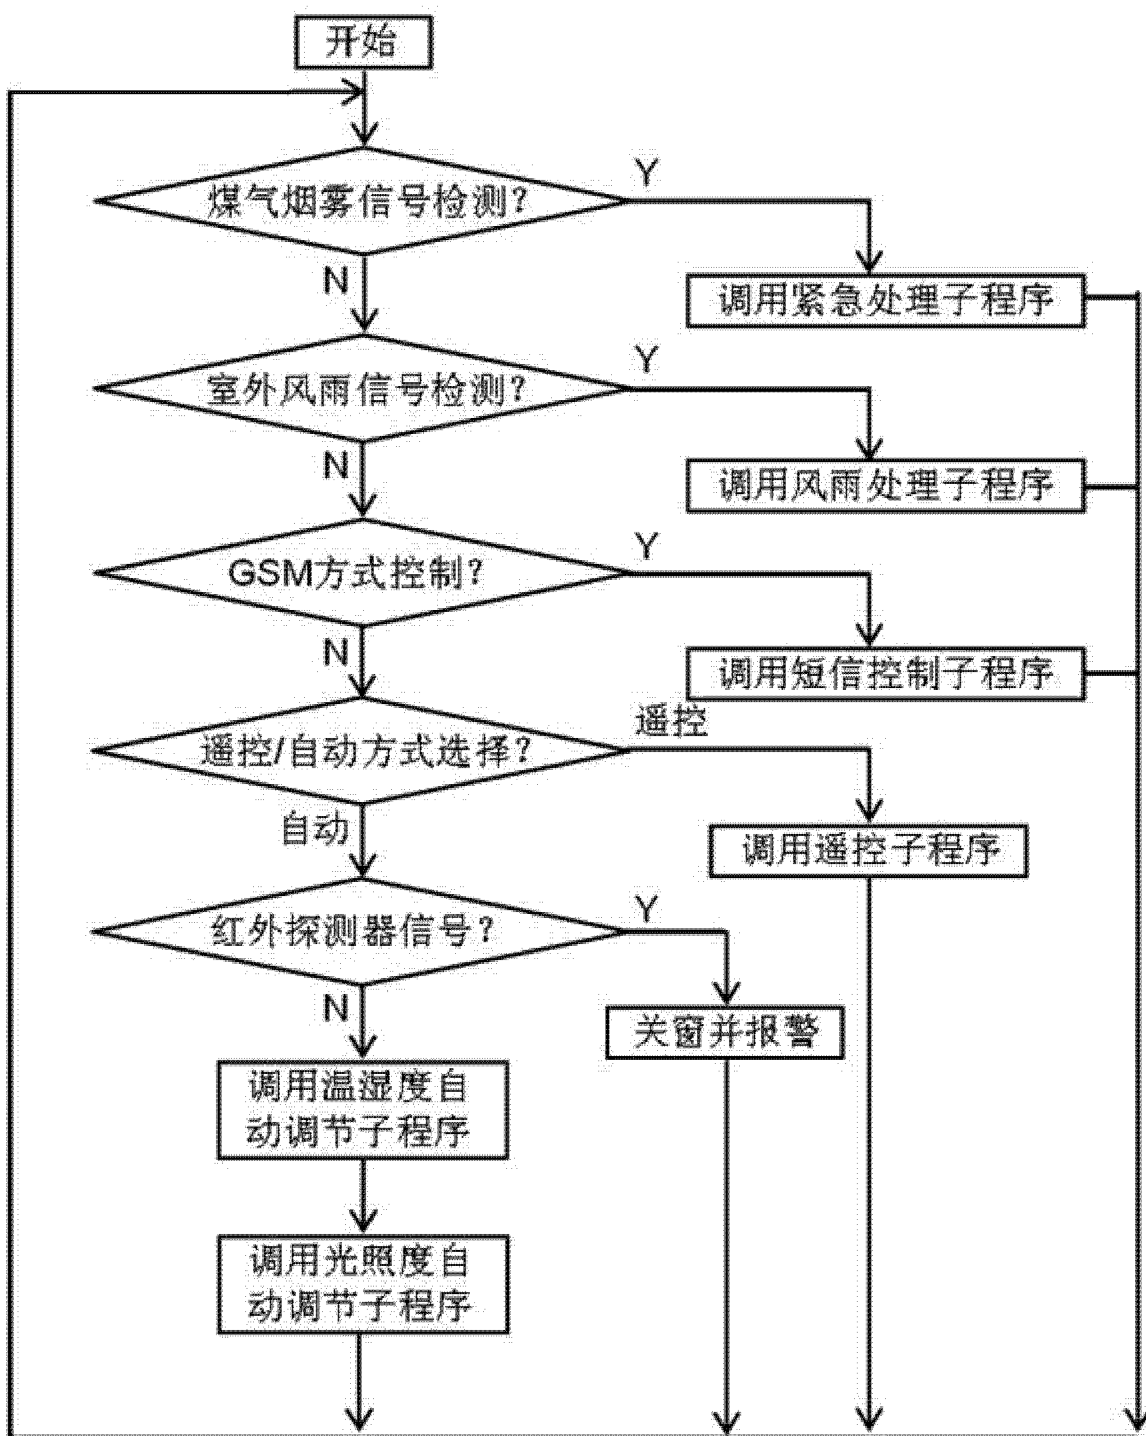 开始
煤气烟雾信号检测？
Y
N
调用紧急处理子程序
室外风雨信号检测？
Y
N
调用风雨处理子程序
GSM方式控制？
Y
N
调用短信控制子程序
遥控/自动方式选择？
遥控
自动
调用遥控子程序
红外探测器信号？
Y
N
关窗并报警
调用温湿度自
动调节子程序
调用光照度自
动调节子程序